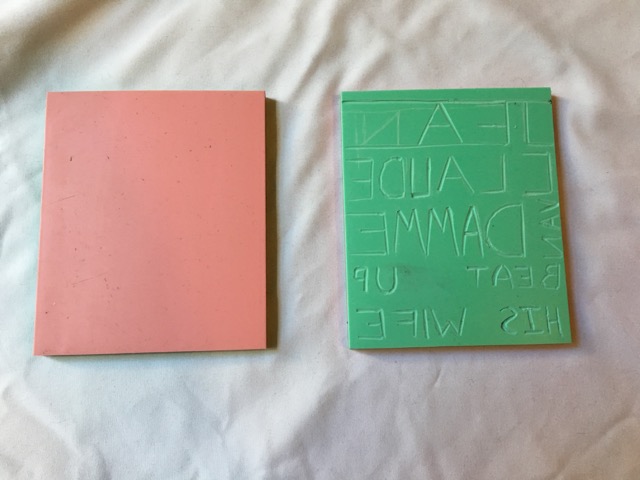 JEAN
CLAUDE
VAN
DAMME
BEAT UP
HIS WIFE